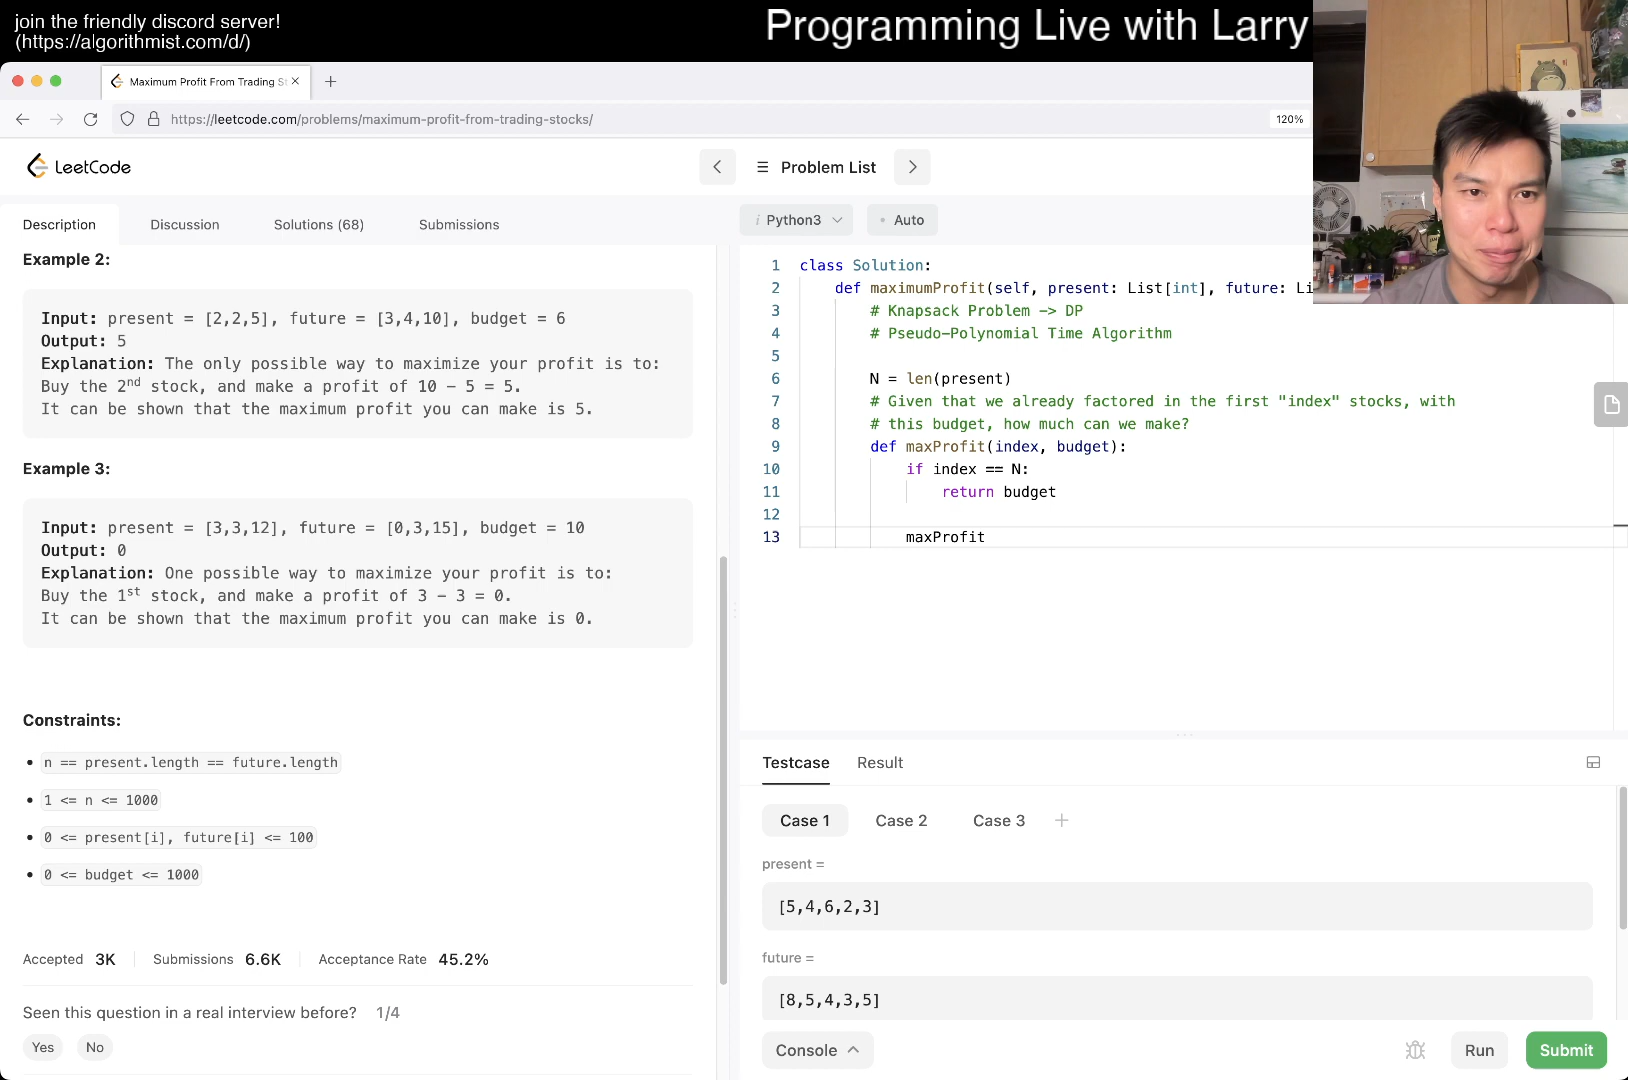 join the friendly discord server!
(https://algorithmist.com/d/)
Programming Live with Larry
Maximum Profit From Trading St
https://leetcode.com/problems/maximum-profit-from-trading-stocks/
120%
LeetCode
Problem List
Description
Discussion
Solutions (68)
Submissions
Example 2:
Input: present = [2,2,5], future = [3,4,10], budget = 6
Output: 5
Explanation: The only possible way to maximize your profit is to:
Buy the 2nd stock, and make a profit of 10 - 5 = 5.
It can be shown that the maximum profit you can make is 5.
Example 3:
Input: present = [3,3,12], future = [0,3,15], budget = 10
Output: 0
Explanation: One possible way to maximize your profit is to:
Buy the 1st stock, and make a profit of 3 - 3 = 0.
It can be shown that the maximum profit you can make is 0.
Constraints:
n == present.length == future.length
1 <= n <= 1000
0 <= present[i], future[i] <= 100
0 <= budget <= 1000
Accepted 3K
Submissions 6.6K
Acceptance Rate 45.2%
Seen this question in a real interview before? 1/4
Yes
No
i Python3
Auto
1 class Solution:
2 def maximumProfit(self, present: List[int], future: Li
3 # Knapsack Problem -> DP
4 # Pseudo-Polynomial Time Algorithm
5
6 N = len(present)
7 # Given that we already factored in the first "index" stocks, with
8 # this budget, how much can we make?
9 def maxProfit(index, budget):
10 if index == N:
11 return budget
12
13 maxProfit
Testcase
Result
Case 1
Case 2
Case 3
present =
[5,4,6,2,3]
future =
[8,5,4,3,5]
Console
Run
Submit